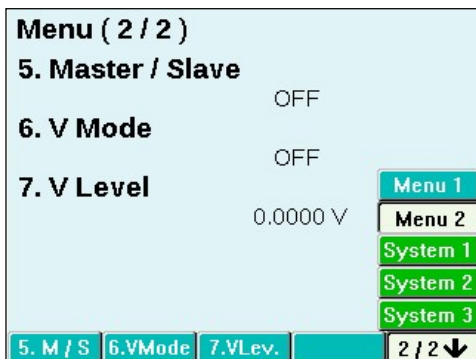 Menu ( 2 / 2 )
5. Master / Slave
OFF
6. V Mode
OFF
7. V Level
0.0000 V
Menu 1
Menu 2
System 1
System 2
System 3
5. M / S 6.VMode 7.VLev. 2 / 2